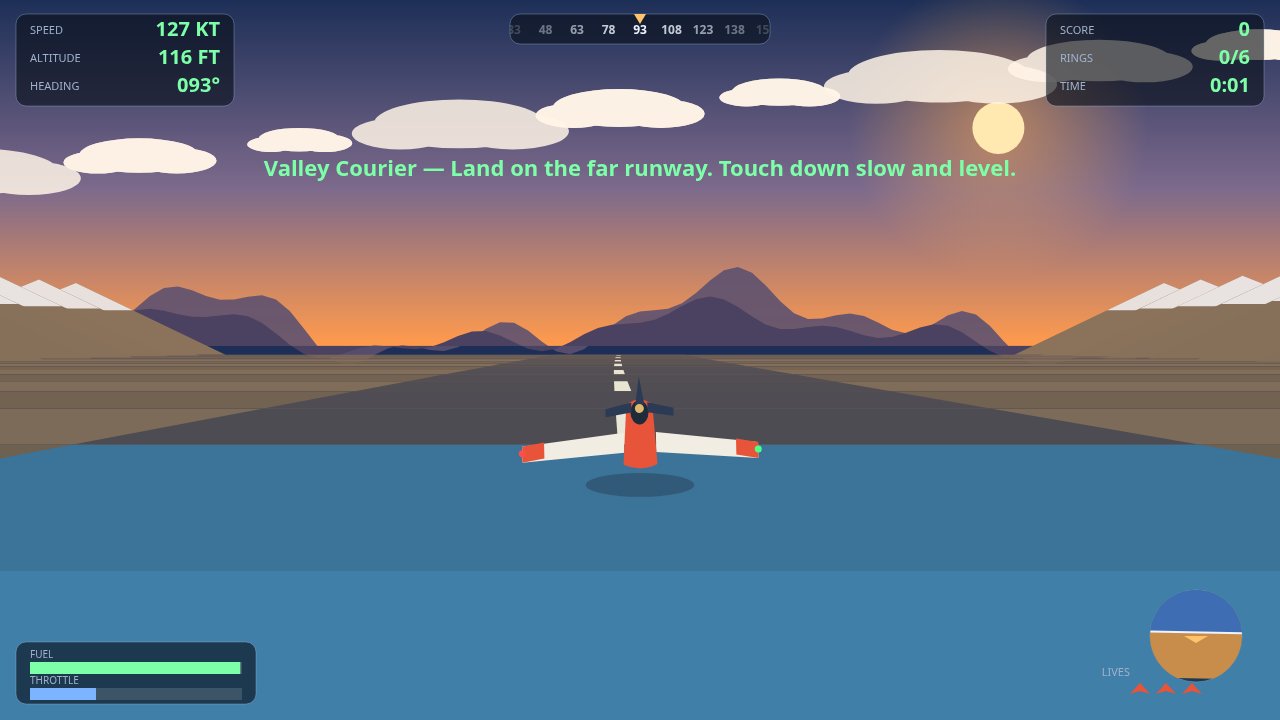 SPEED 127 KT
ALTITUDE 116 FT
HEADING 093°
33 48 63 78 93 108 123 138 15
SCORE 0
RINGS 0/6
TIME 0:01
Valley Courier — Land on the far runway. Touch down slow and level.
FUEL
THROTTLE
LIVES